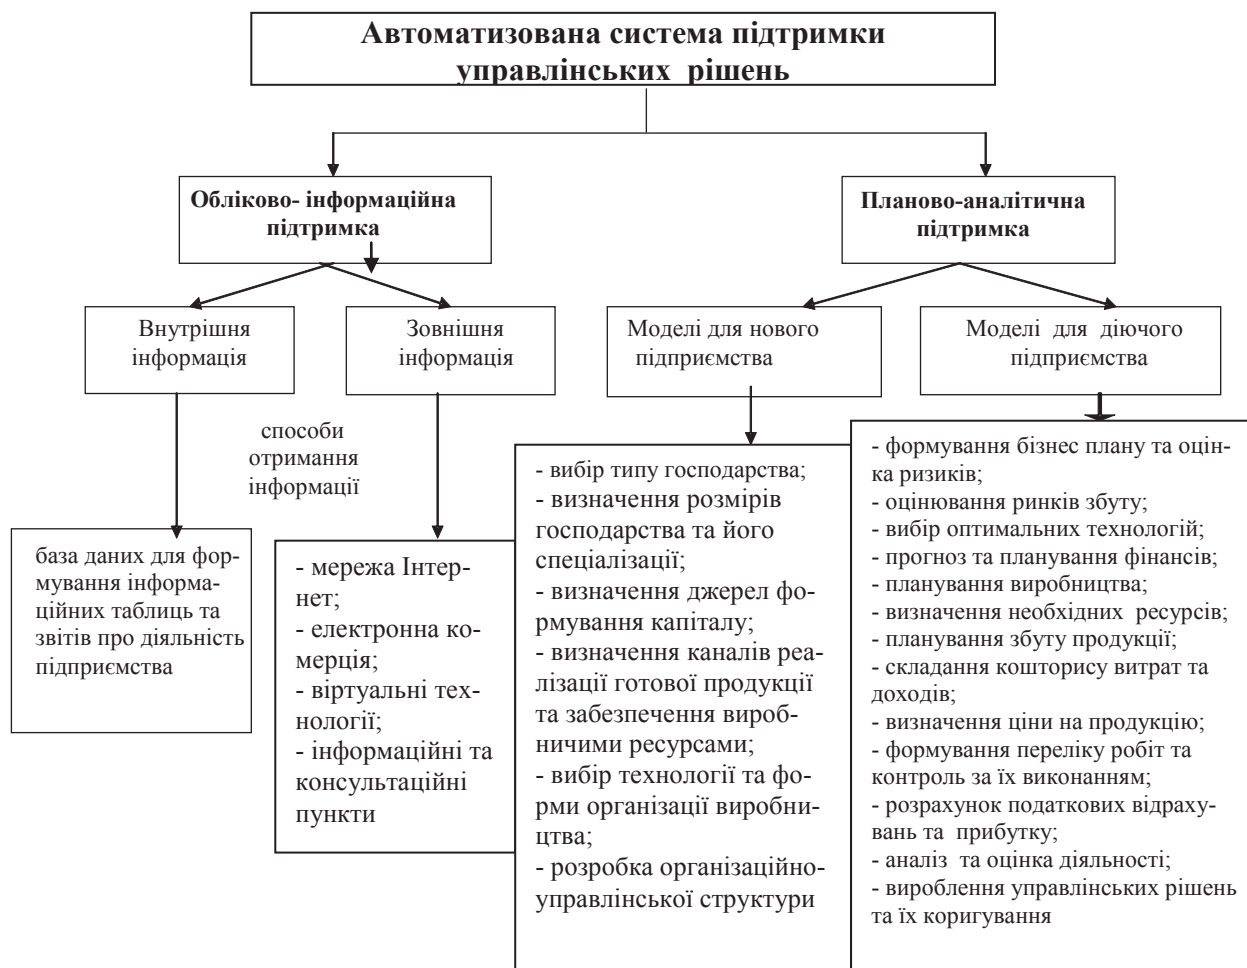 Автоматизована система підтримки
управлінських рішень
Обліково- інформаційна
підтримка
Планово-аналітична
підтримка
Внутрішня
інформація
Зовнішня
інформація
Моделі для нового
підприємства
Моделі для діючого
підприємства
способи
отримання
інформації
база даних для фор-
мування інформа-
ційних таблиць та
звітів про діяльність
підприємства
- мережа Інтер-
нет;
- електронна ко-
мерція;
- віртуальні тех-
нології;
- інформаційні та
консультаційні
пункти
- вибір типу господарства;
- визначення розмірів
господарства та його
спеціалізації;
- визначення джерел фо-
рмування капіталу;
- визначення каналів реа-
лізації готової продукції
та забезпечення вироб-
ничими ресурсами;
- вибір технології та фо-
рми організації виробни-
цтва;
- розробка організаційно-
управлінської структури
- формування бізнес плану та оцін-
ка ризиків;
- оцінювання ринків збуту;
- вибір оптимальних технологій;
- прогноз та планування фінансів;
- планування виробництва;
- визначення необхідних ресурсів;
- планування збуту продукції;
- складання кошторису витрат та
доходів;
- визначення ціни на продукцію;
- формування переліку робіт та
контроль за їх виконанням;
- розрахунок податкових відраху-
вань та прибутку;
- аналіз та оцінка діяльності;
- вироблення управлінських рішень
та їх коригування